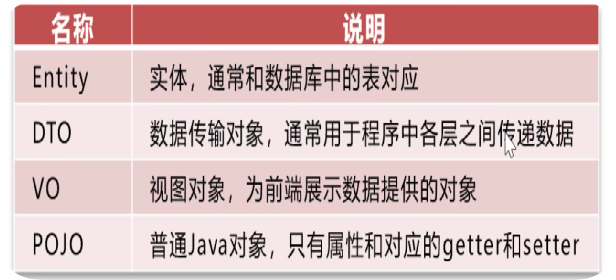 名称 说明
Entity 实体，通常和数据库中的表对应
DTO 数据传输对象，通常用于程序中各层之间传递数据
VO 视图对象，为前端展示数据提供的对象
POJO 普通Java对象，只有属性和对应的getter和setter